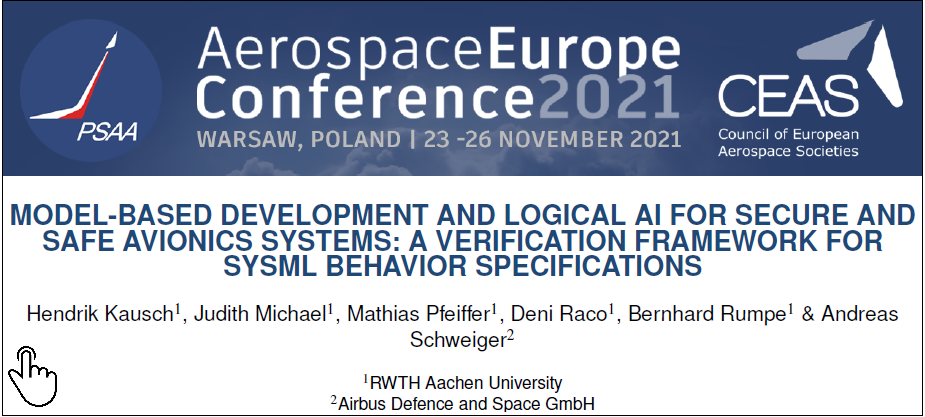 PSAA
AerospaceEurope
Conference2021
WARSAW, POLAND | 23 -26 NOVEMBER 2021
CEAS
Council of European
Aerospace Societies
MODEL-BASED DEVELOPMENT AND LOGICAL AI FOR SECURE AND
SAFE AVIONICS SYSTEMS: A VERIFICATION FRAMEWORK FOR
SYSML BEHAVIOR SPECIFICATIONS
Hendrik Kausch¹, Judith Michael¹, Mathias Pfeiffer¹, Deni Raco¹, Bernhard Rumpe¹ & Andreas
Schweiger²
¹RWTH Aachen University
²Airbus Defence and Space GmbH